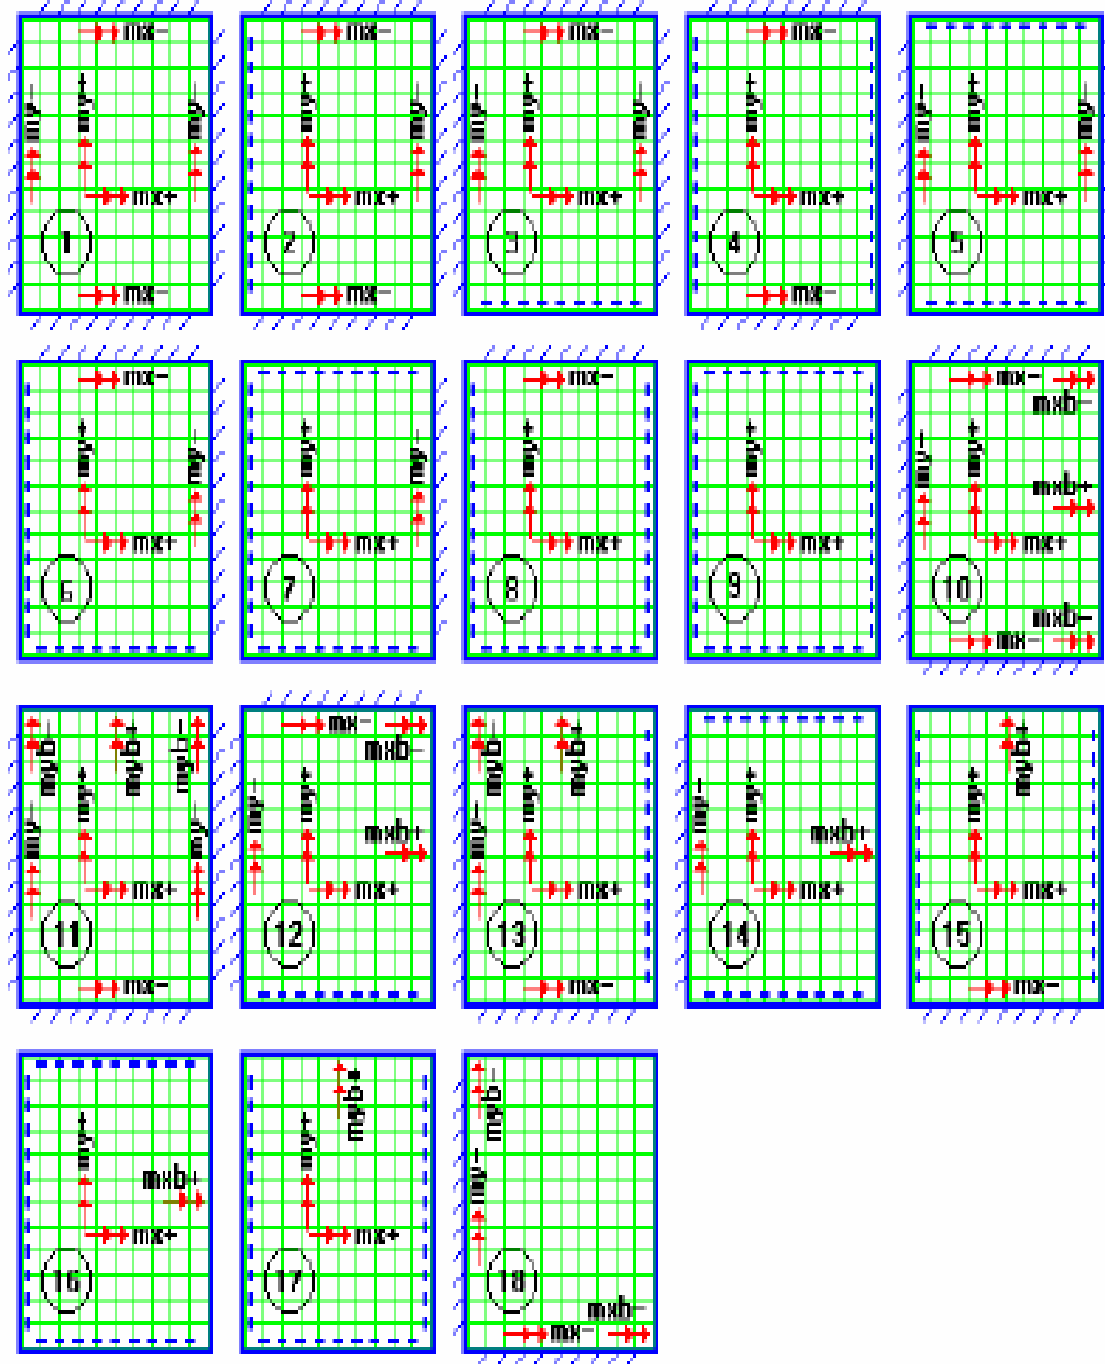 mx- mx- mx- mx-
my- my+ my- my+ my- my- my+ my- my+ my- my+ my-
mx+ mx+ mx+ mx+ mx+
1 2 3 4 5
mx- mx- mx- mx-
mx- mx- mx-
mxb-
my+ my- my+ my- my+ my+ my- my+
mxb+
mx+ mx+ mx+ mx+ mx+
6 7 8 9 10
mxb-
mx-
myb- myb+ myb- mx- myb- myb+ myb+
mxb-
my- my+ my- my- my+ my- my+ my- my+ my+
mxb+ mxb+
mx+ mx+ mx+ mx+ mx+
11 12 13 14 15
mx- mx- mx-
myb+ myb-
my+ my+ my-
mxb+
mx+ mx+
16 17 18
mxb-
mx-